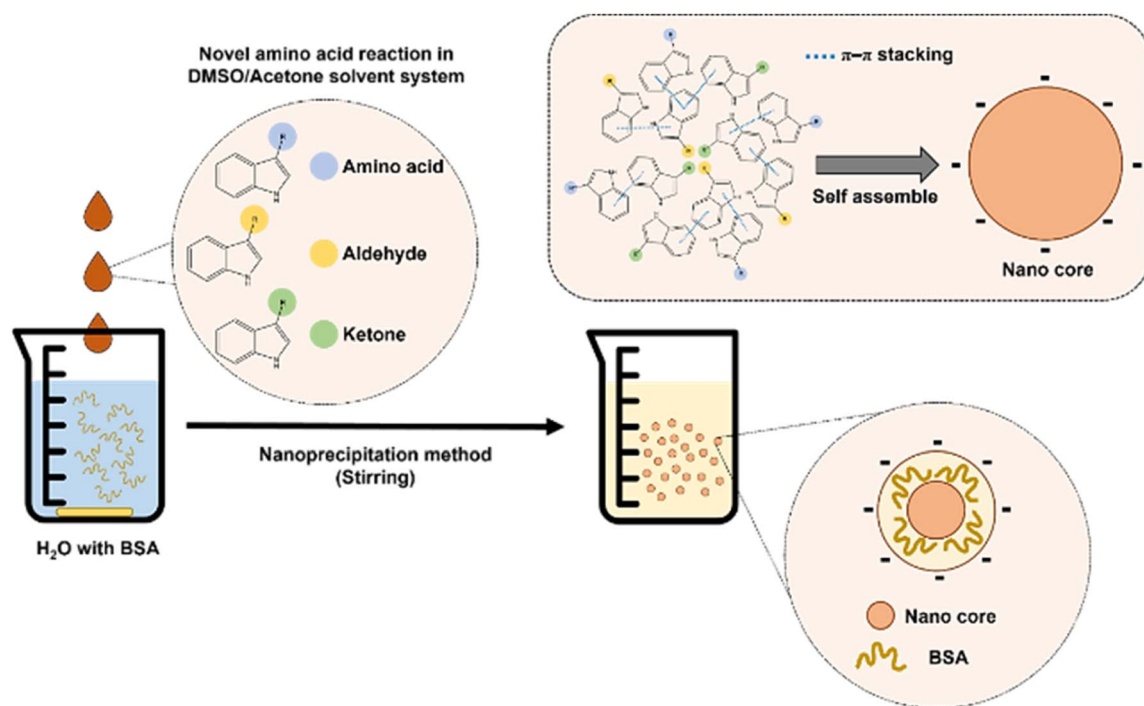 Novel amino acid reaction in
DMSO/Acetone solvent system
Amino acid
Aldehyde
Ketone
π–π stacking
Self assemble
Nano core
H₂O with BSA
Nanoprecipitation method
(Stirring)
Nano core
BSA